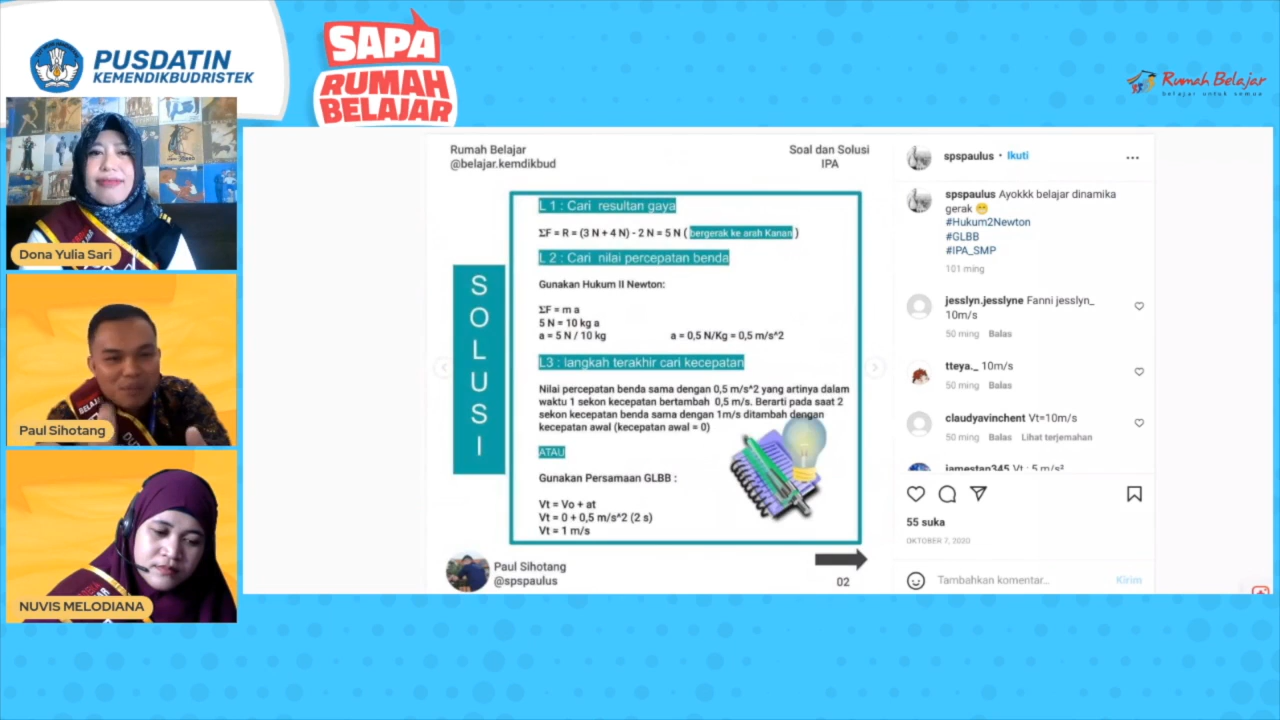 PUSDATIN
KEMENDIKBUDRISTEK
SAPA
RUMAH
BELAJAR
Rumah Belajar
belajar untuk semua
Dona Yulia Sari
Paul Sihotang
NUVIS MELODIANA
Rumah Belajar
@belajar.kemdikbud
Soal dan Solusi
IPA
SOLUSI
L 1 : Cari resultan gaya
ΣF = R = (3 N + 4 N) - 2 N = 5 N ( bergerak ke arah Kanan )
L 2 : Cari nilai percepatan benda
Gunakan Hukum II Newton:
ΣF = m a
5 N = 10 kg a
a = 5 N / 10 kg a = 0,5 N/Kg = 0,5 m/s^2
L3 : langkah terakhir cari kecepatan
Nilai percepatan benda sama dengan 0,5 m/s^2 yang artinya dalam
waktu 1 sekon kecepatan bertambah 0,5 m/s. Berarti pada saat 2
sekon kecepatan benda sama dengan 1m/s ditambah dengan
kecepatan awal (kecepatan awal = 0)
ATAU
Gunakan Persamaan GLBB :
Vt = Vo + at
Vt = 0 + 0,5 m/s^2 (2 s)
Vt = 1 m/s
Paul Sihotang
@spspaulus
02
spspaulus • Ikuti
spspaulus Ayokkk belajar dinamika
gerak 😁
#Hukum2Newton
#GLBB
#IPA_SMP
101 ming
jesslyn.jesslyne Fanni jesslyn_
10m/s
50 ming Balas
tteya._ 10m/s
50 ming Balas
claudyavinchent Vt=10m/s
50 ming Balas Lihat terjemahan
jamestan345 Vt : 5 m/s²
55 suka
OKTOBER 7, 2020
Tambahkan komentar... Kirim